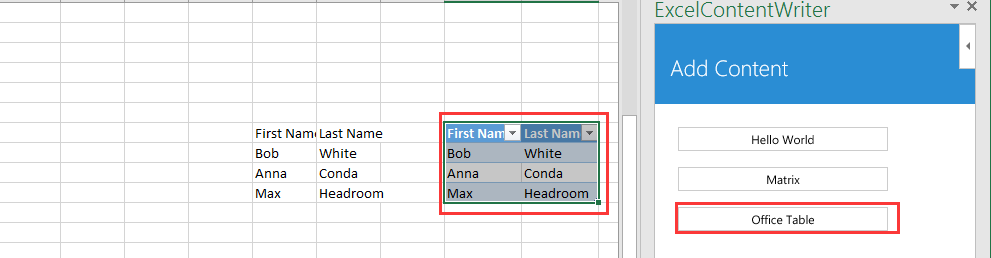 ExcelContentWriter
Add Content
First Name Last Name First Nam Last Nam
Bob White Bob White
Anna Conda Anna Conda
Max Headroom Max Headroom
Hello World
Matrix
Office Table